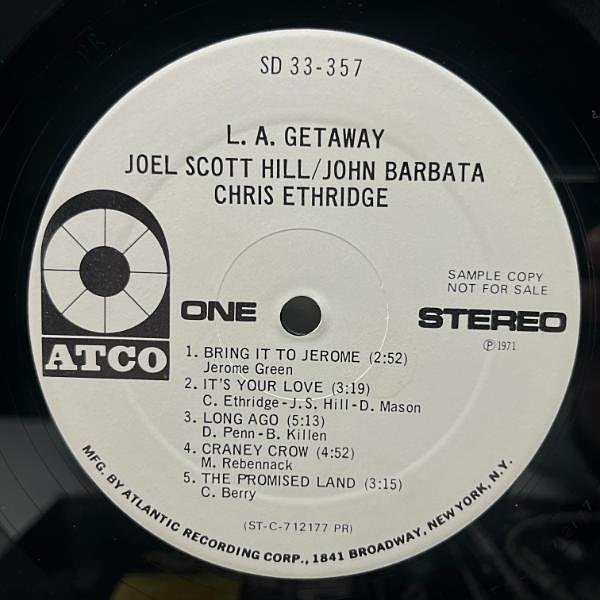 SD 33-357
L. A. GETAWAY
JOEL SCOTT HILL/JOHN BARBATA
CHRIS ETHRIDGE
SAMPLE COPY
NOT FOR SALE
ONE
STEREO
ATCO
℗1971
1. BRING IT TO JEROME (2:52)
Jerome Green
2. IT'S YOUR LOVE (3:19)
C. Ethridge-J.S. Hill-D. Mason
3. LONG AGO (5:13)
D. Penn-B. Killen
4. CRANEY CROW (4:52)
M. Rebennack
5. THE PROMISED LAND (3:15)
C. Berry
(ST-C-712177 PR)
MFG. BY ATLANTIC RECORDING CORP., 1841 BROADWAY, NEW YORK, N.Y.